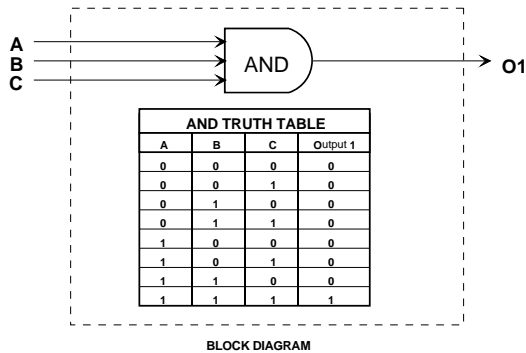 A
B
C
AND
O1
AND TRUTH TABLE
A B C Output 1
0 0 0 0
0 0 1 0
0 1 0 0
0 1 1 0
1 0 0 0
1 0 1 0
1 1 0 0
1 1 1 1
BLOCK DIAGRAM